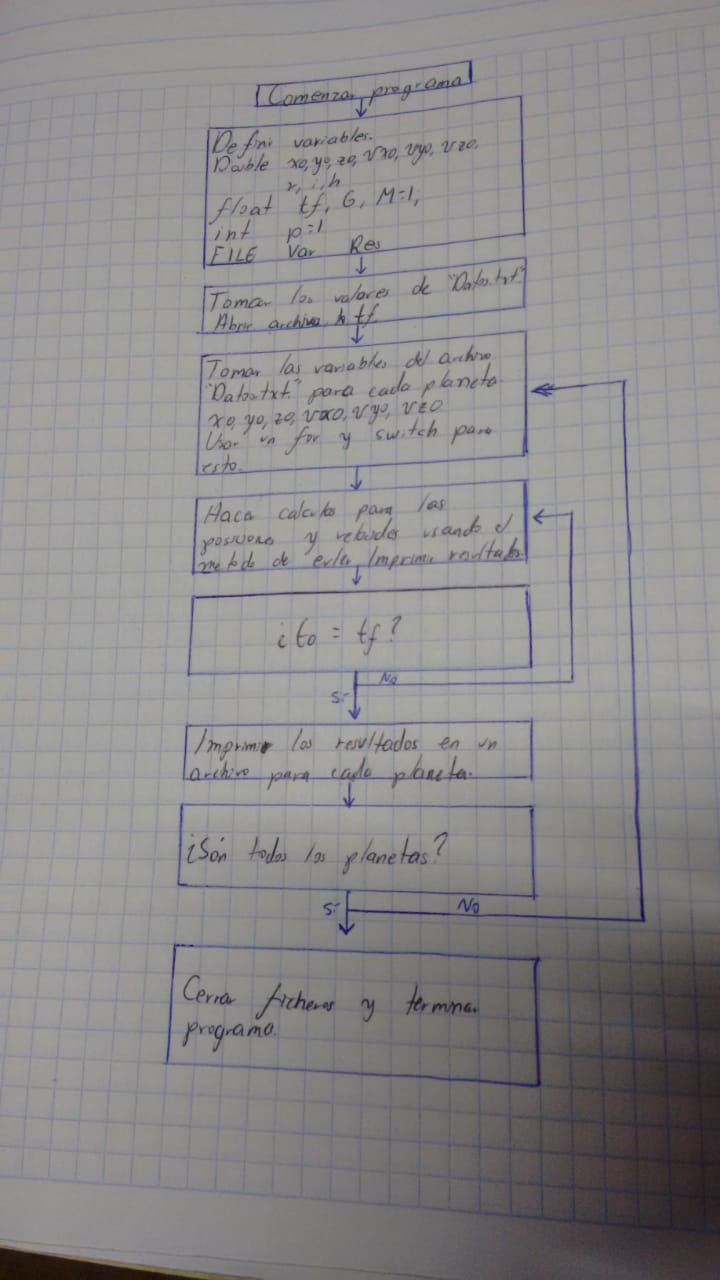 Comenzar programa
Definir variables.
Double xo, yo, zo, vxo, vyo, vzo,
r, i, h
float tf, G, M=1,
int p=1
FILE Var Res
Tomar los valores de "Datos.txt"
Abrir archivo h tf
Tomar las variables del archivo
"Datos.txt" para cada planeta
xo, yo, zo, vxo, vyo, vzo
Usar un for y switch para
esto.
Hacer calculos para las
posiciones y usando el
metodo de euler Imprimir resultados
¿to = tf?
No
Si
Imprimir los resultados en un
archivo para cada planeta.
¿Són todos los planetas?
Si
No
Cerrar ficheros y terminar
programa.